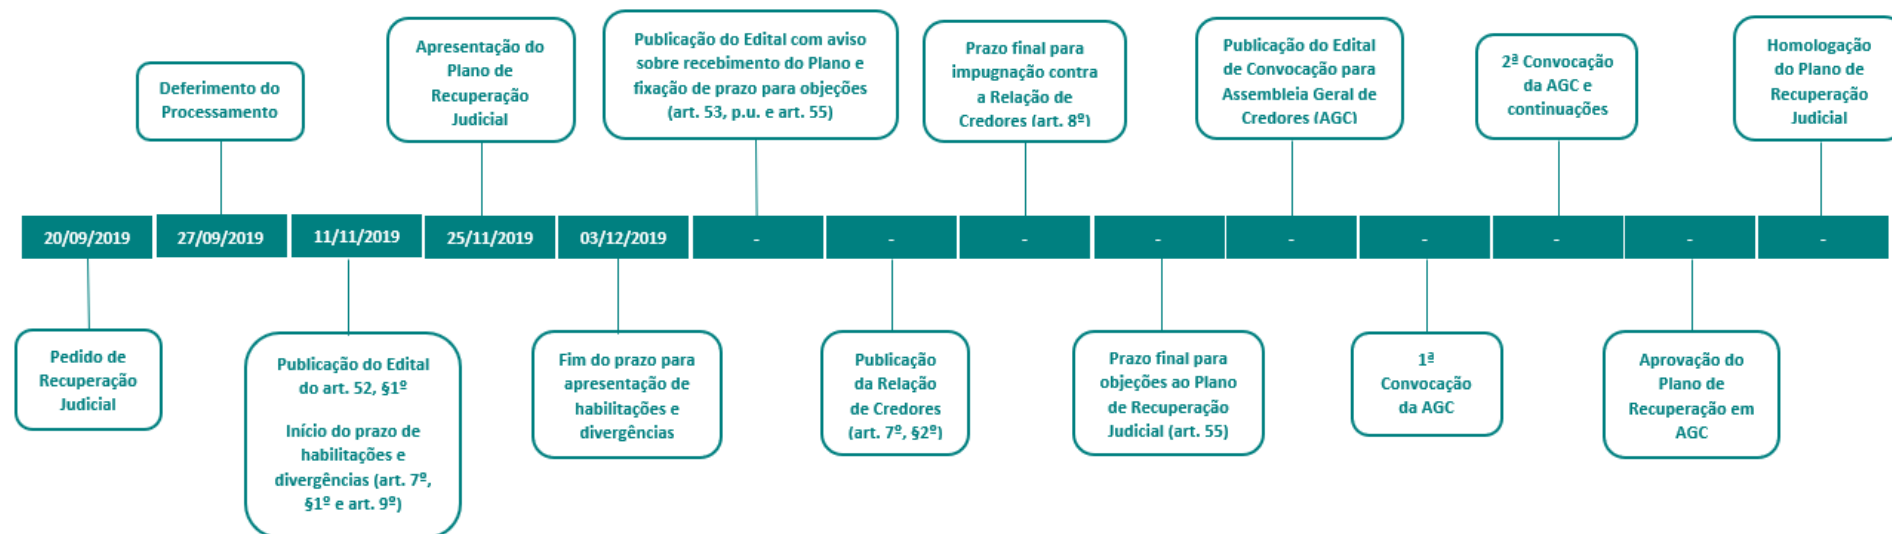 Deferimento do
Processamento
Apresentação do
Plano de
Recuperação
Judicial
Publicação do Edital com aviso
sobre recebimento do Plano e
fixação de prazo para objeções
(art. 53, p.u. e art. 55)
Prazo final para
impugnação contra
a Relação de
Credores (art. 8º)
Publicação do Edital
de Convocação para
Assembleia Geral de
Credores (AGC)
2ª Convocação
da AGC e
continuações
Homologação
do Plano de
Recuperação
Judicial
20/09/2019 27/09/2019 11/11/2019 25/11/2019 03/12/2019 - - - - - - - - -
Pedido de
Recuperação
Judicial
Publicação do Edital
do art. 52, §1º
Início do prazo de
habilitações e
divergências (art. 7º,
§1º e art. 9º)
Fim do prazo para
apresentação de
habilitações e
divergências
Publicação
da Relação
de Credores
(art. 7º, §2º)
Prazo final para
objeções ao Plano
de Recuperação
Judicial (art. 55)
1ª
Convocação
da AGC
Aprovação do
Plano de
Recuperação em
AGC